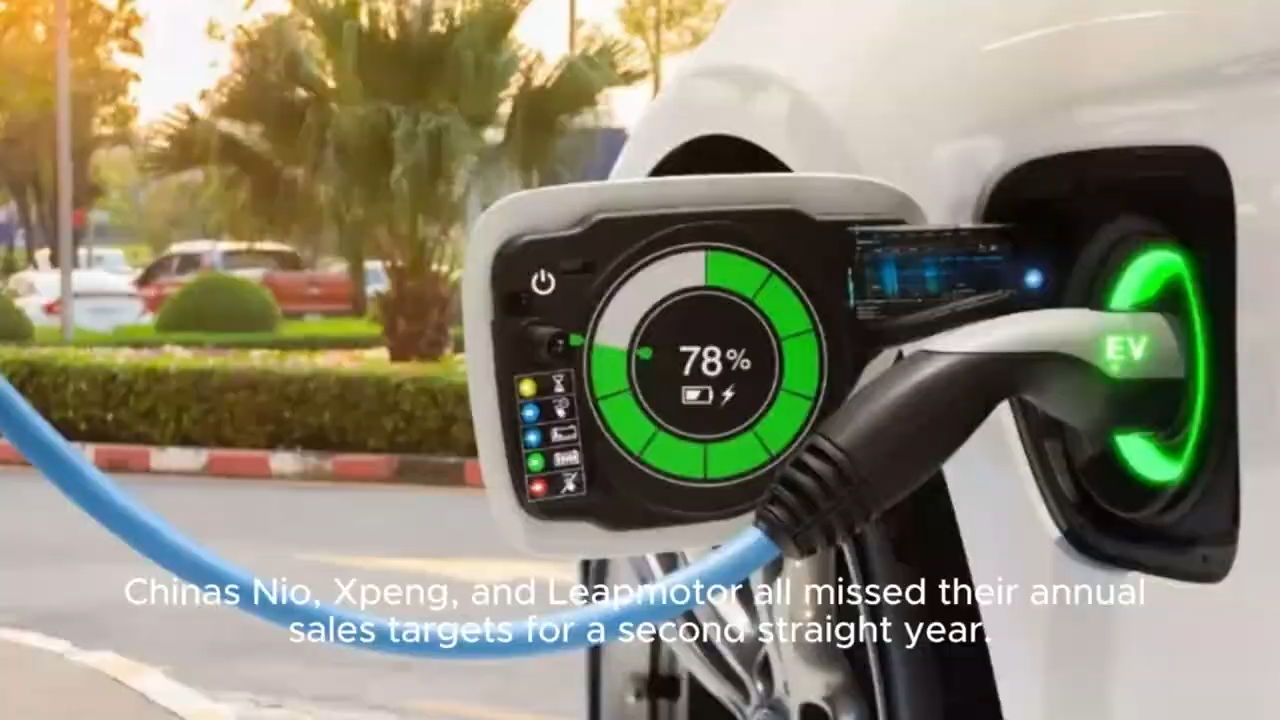 78%
EV
Chinas Nio, Xpeng, and Leapmotor all missed their annual
sales targets for a second straight year.